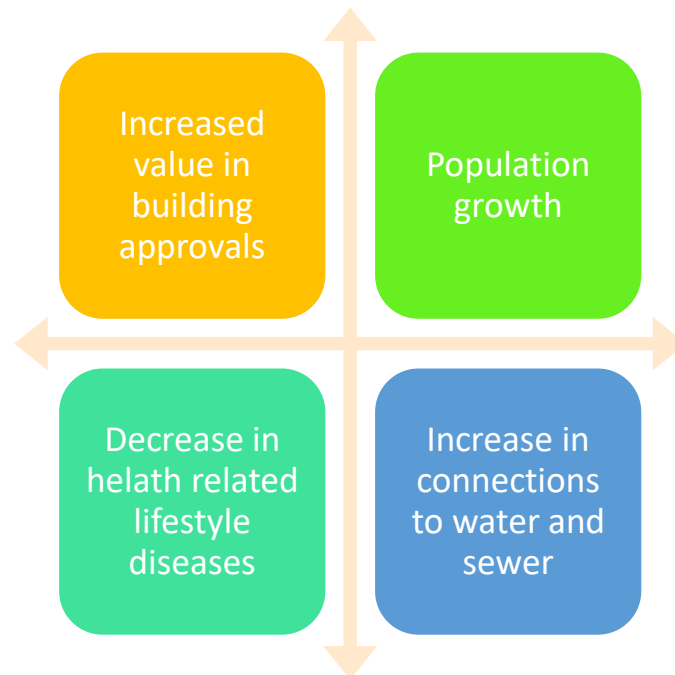 Increased
value in
building
approvals
Population
growth
Decrease in
helath related
lifestyle
diseases
Increase in
connections
to water and
sewer